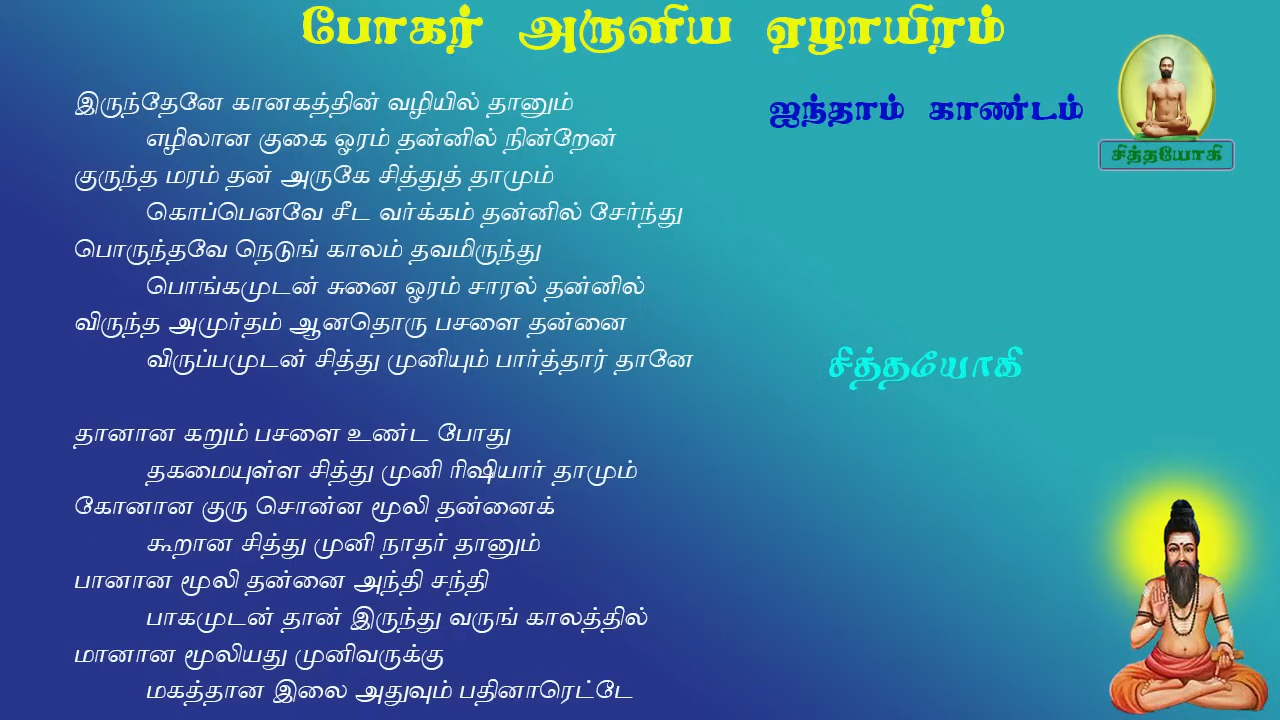 போகர் அருளிய ஏழாயிரம்
ஐந்தாம் காண்டம்
சித்தயோகி
இருந்தேனே கானகத்தின் வழியில் தானும்
எழிலான குகை ஓரம் தன்னில் நின்றேன்
குருந்த மரம் தன் அருகே சித்துத் தாமும்
கொப்பெனவே சீட வர்க்கம் தன்னில் சேர்ந்து
பொருந்தவே நெடுங் காலம் தவமிருந்து
பொங்கமுடன் சுனை ஓரம் சாரல் தன்னில்
விருந்த அமுர்தம் ஆனதொரு பசளை தன்னை
விருப்பமுடன் சித்து முனியும் பார்த்தார் தானே
சித்தயோகி
தானான கறும் பசளை உண்ட போது
தகமையுள்ள சித்து முனி ரிஷியார் தாமும்
கோனான குரு சொன்ன மூலி தன்னைக்
கூறான சித்து முனி நாதர் தானும்
பானான மூலி தன்னை அந்தி சந்தி
பாகமுடன் தான் இருந்து வருங் காலத்தில்
மானான மூலியது முனிவருக்கு
மகத்தான இலை அதுவும் பதினாரெட்டே